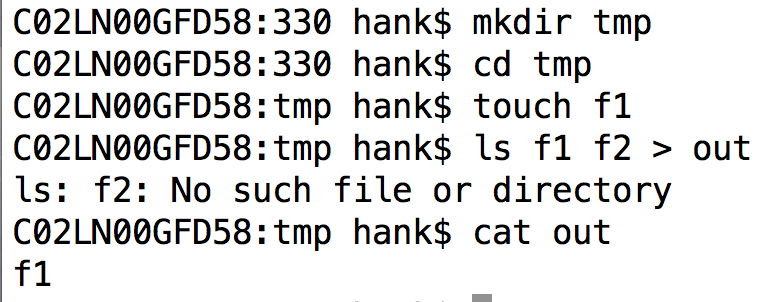 C02LN00GFD58:330 hank$ mkdir tmp
C02LN00GFD58:330 hank$ cd tmp
C02LN00GFD58:tmp hank$ touch f1
C02LN00GFD58:tmp hank$ ls f1 f2 > out
ls: f2: No such file or directory
C02LN00GFD58:tmp hank$ cat out
f1